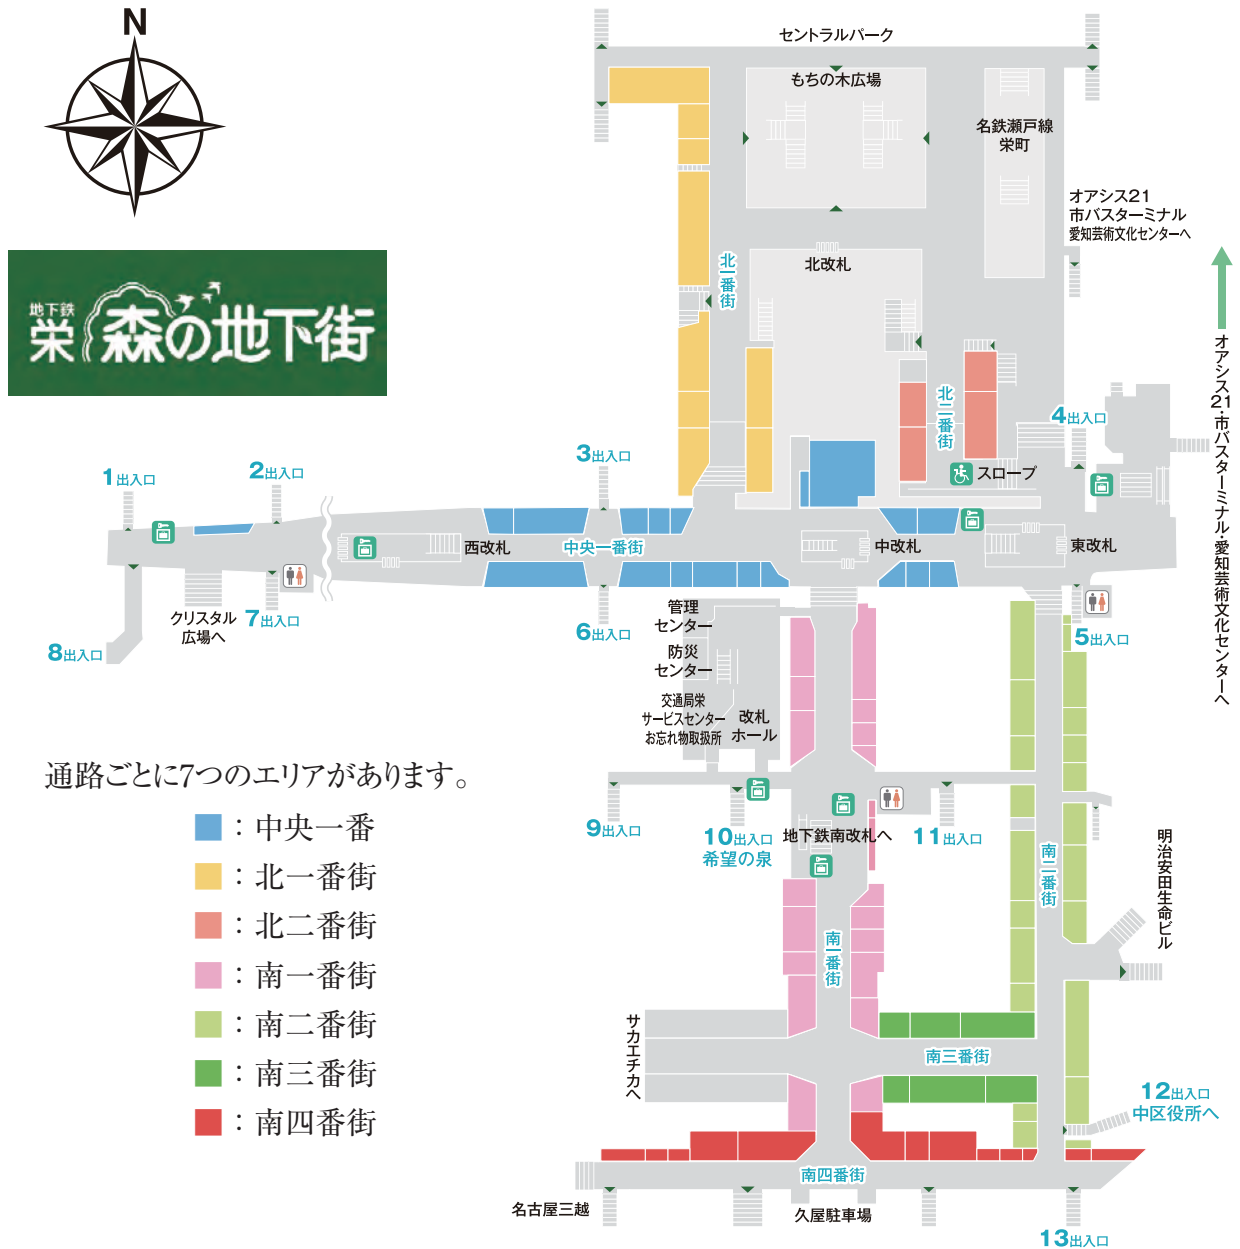 N
セントラルパーク
もちの木広場
名鉄瀬戸線
栄町
オアシス21
市バスターミナル
愛知芸術文化センターへ
地下鉄
栄
森の地下街
北一番街
北改札
オアシス21・市バスターミナル・愛知芸術文化センターへ
北二番街
4出入口
3出入口
2出入口
1出入口
スロープ
西改札
中央一番街
中改札
東改札
クリスタル
広場へ
7出入口
8出入口
6出入口
管理
センター
防災
センター
交通局栄
サービスセンター
お忘れ物取扱所
改札
ホール
5出入口
通路ごとに7つのエリアがあります。
：中央一番
：北一番街
：北二番街
：南一番街
：南二番街
：南三番街
：南四番街
9出入口
10出入口
希望の泉
地下鉄南改札へ
11出入口
南二番街
明治安田生命ビル
南一番街
サカエチカへ
南三番街
12出入口
中区役所へ
南四番街
名古屋三越
久屋駐車場
13出入口